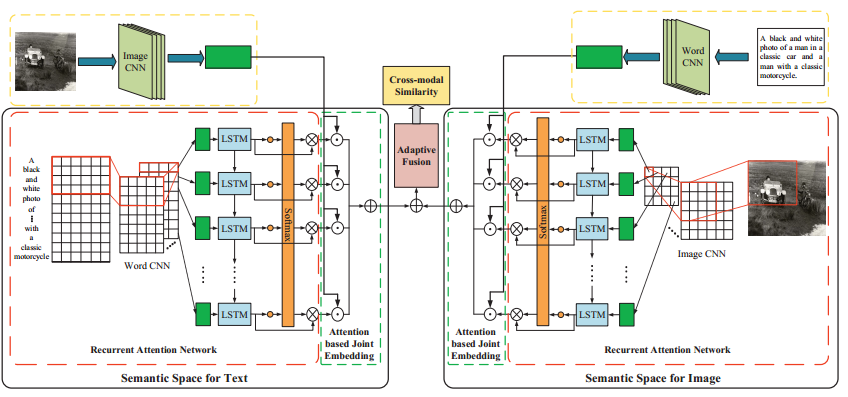 Image
CNN
Word
CNN
A black and white
photo of a man in a
classic car and a
man with a classic
motorcycle.
Cross-modal
Similarity
Adaptive
Fusion
A
black
and
white
photo
of
with
a
classic
motorcycle
Word CNN
LSTM
LSTM
LSTM
LSTM
Softmax
Recurrent Attention Network
Attention
based Joint
Embedding
Semantic Space for Text
Softmax
LSTM
LSTM
LSTM
LSTM
Image CNN
Attention
based Joint
Embedding
Recurrent Attention Network
Semantic Space for Image